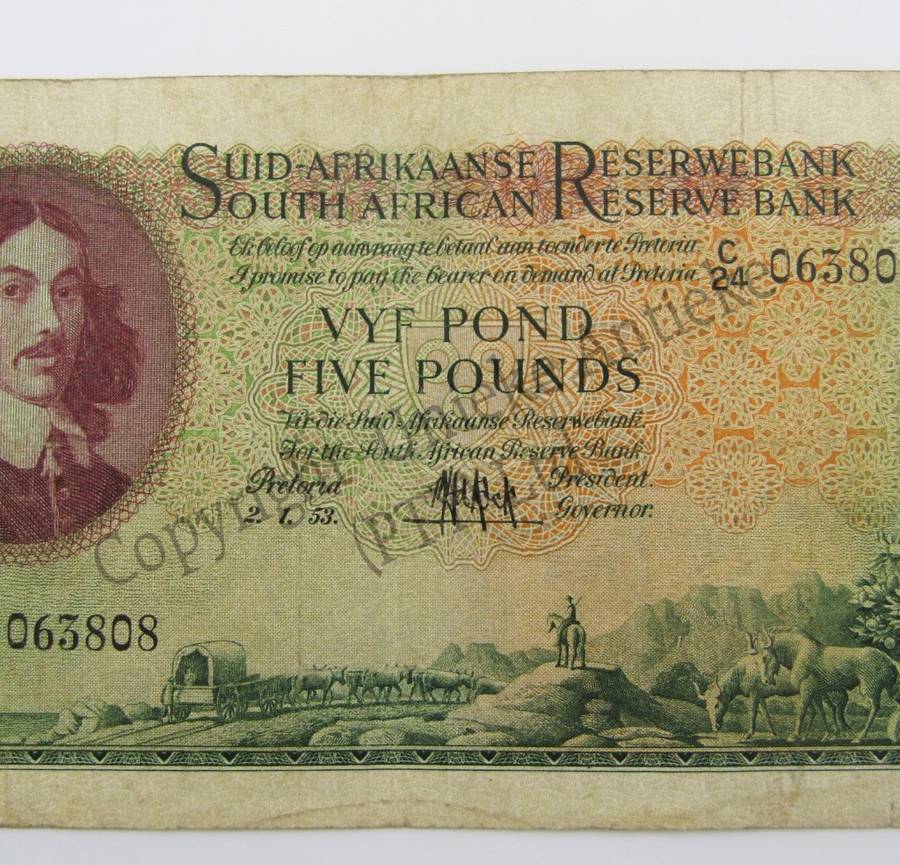 SUID-AFRIKAANSE RESERWEBANK
SOUTH AFRICAN RESERVE BANK
Ek beloof op aanvrag te betaal aan toonder te Pretoria
I promise to pay the bearer on demand at Pretoria
C/24 063808
VYF POND
FIVE POUNDS
Vir die Suid-Afrikaanse Reserwebank.
For the South African Reserve Bank
Pretoria President.
2. 1. 53. Governor.
063808
Copyright